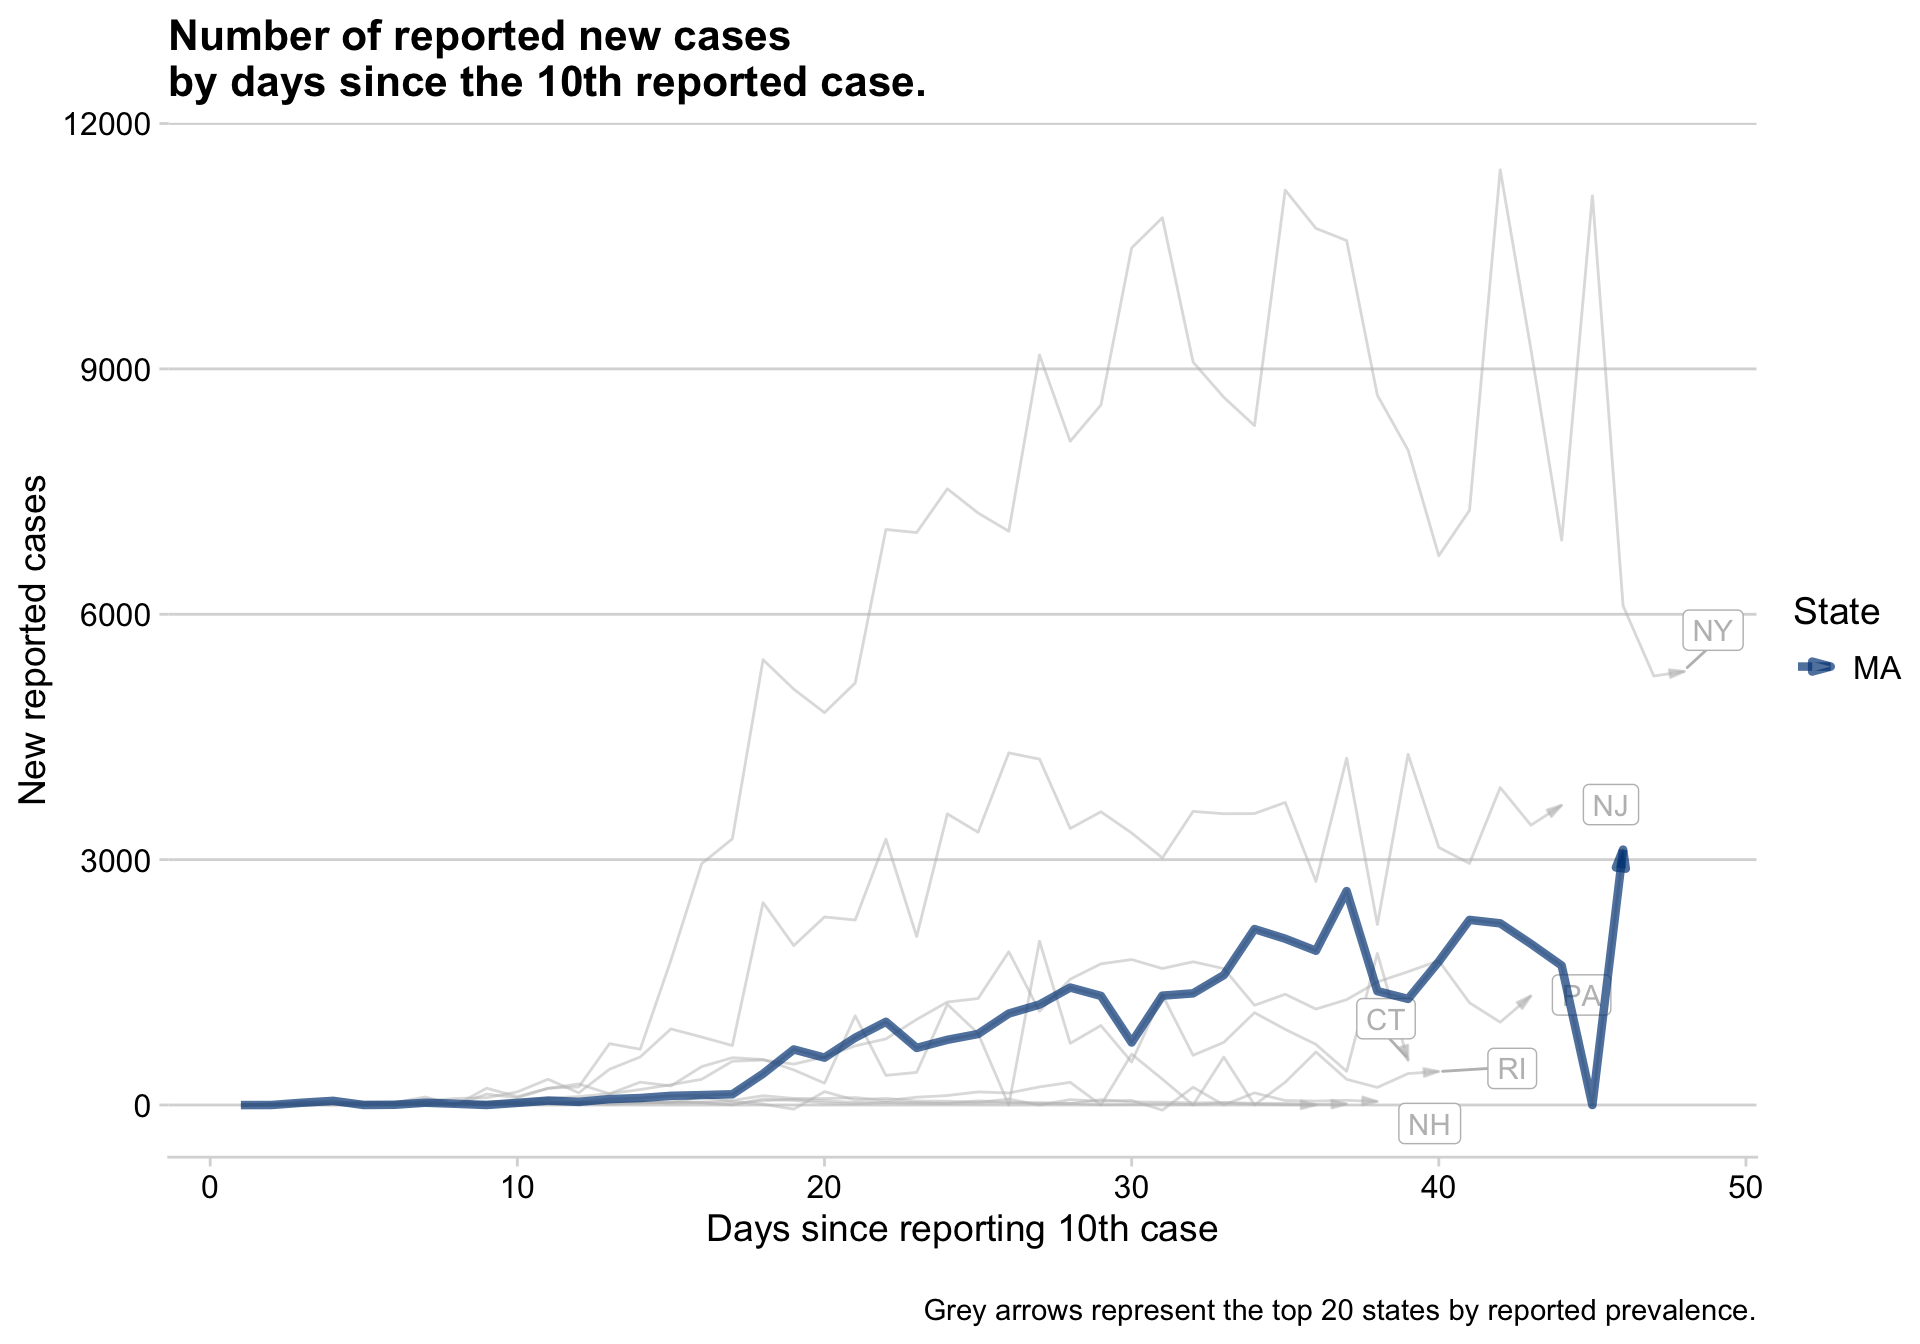 Number of reported new cases
by days since the 10th reported case.
12000
9000
6000
3000
0
New reported cases
NY
NJ
PA
CT
RI
NH
State
MA
0 10 20 30 40 50
Days since reporting 10th case
Grey arrows represent the top 20 states by reported prevalence.